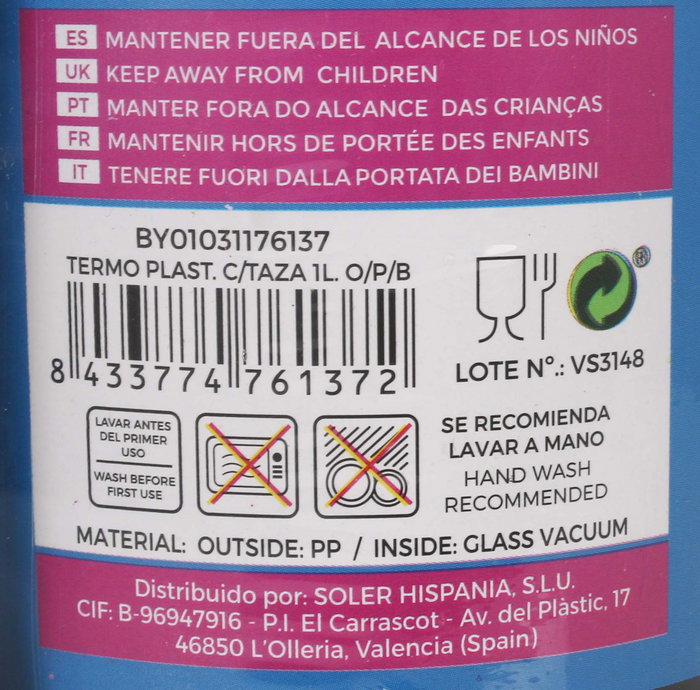 ES MANTENER FUERA DEL ALCANCE DE LOS NIÑOS
UK KEEP AWAY FROM CHILDREN
PT MANTER FORA DO ALCANCE DAS CRIANÇAS
FR MANTENIR HORS DE PORTÉE DES ENFANTS
IT TENERE FUORI DALLA PORTATA DEI BAMBINI
BY01031176137
TERMO PLAST. C/TAZA 1L. O/P/B
8 433774 761372
LOTE Nº.: VS3148
LAVAR ANTES
DEL PRIMER
USO
WASH BEFORE
FIRST USE
SE RECOMIENDA
LAVAR A MANO
HAND WASH
RECOMMENDED
MATERIAL: OUTSIDE: PP / INSIDE: GLASS VACUUM
Distribuido por: SOLER HISPANIA, S.L.U.
CIF: B-96947916 - P.I. El Carrascot - Av. del Plàstic, 17
46850 L'Olleria, Valencia (Spain)